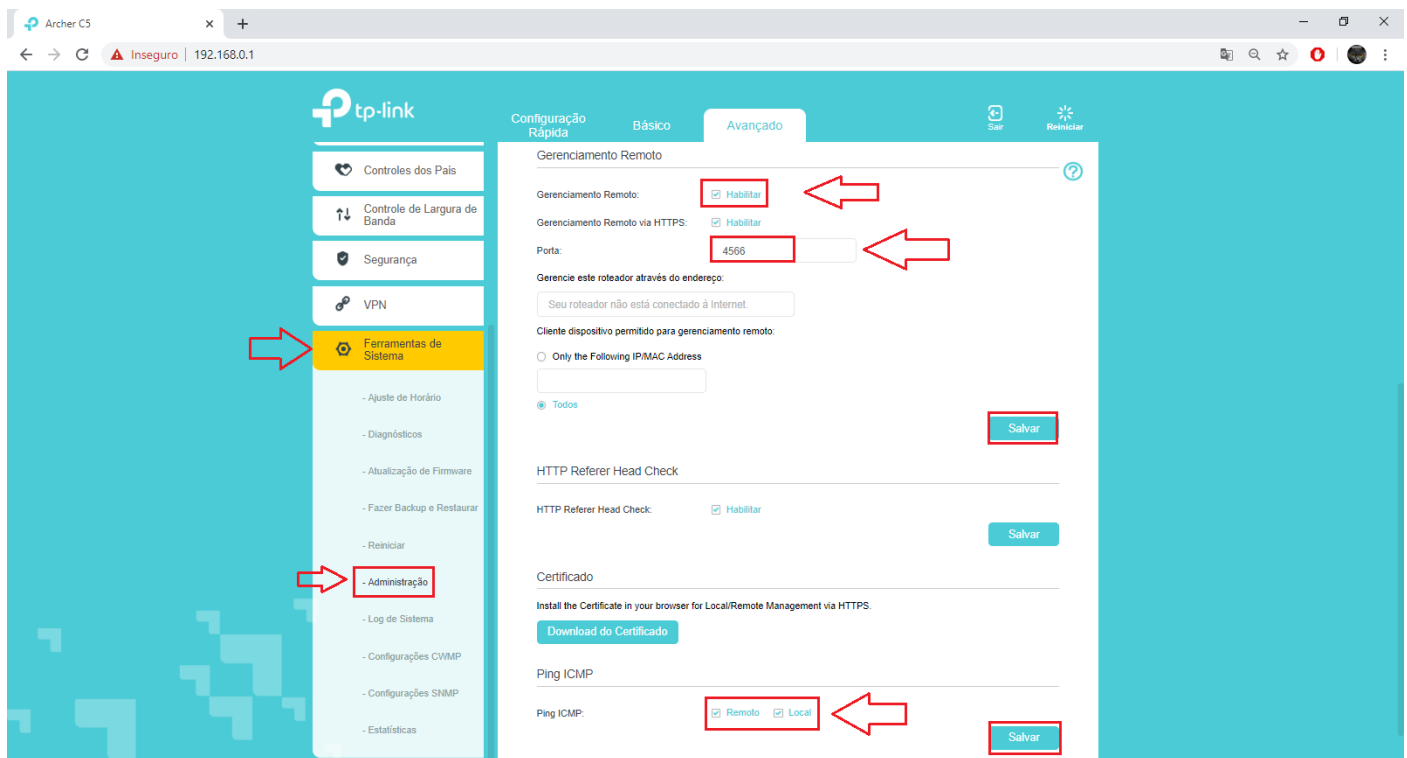 Archer C5
Inseguro | 192.168.0.1
tp-link
Configuração
Rápida
Básico
Avançado
Sair
Reiniciar
Controles dos Pais
Controle de Largura de
Banda
Segurança
VPN
Ferramentas de
Sistema
- Ajuste de Horário
- Diagnósticos
- Atualização de Firmware
- Fazer Backup e Restaurar
- Reiniciar
- Administração
- Log de Sistema
- Configurações CWMP
- Configurações SNMP
- Estatísticas
Gerenciamento Remoto
Gerenciamento Remoto: Habilitar
Gerenciamento Remoto via HTTPS: Habilitar
Porta: 4566
Gerencie este roteador através do endereço:
Seu roteador não está conectado à Internet.
Cliente dispositivo permitido para gerenciamento remoto:
Only the Following IP/MAC Address
Todos
Salvar
HTTP Referer Head Check
HTTP Referer Head Check: Habilitar
Salvar
Certificado
Install the Certificate in your browser for Local/Remote Management via HTTPS.
Download do Certificado
Ping ICMP
Ping ICMP: Remoto Local
Salvar